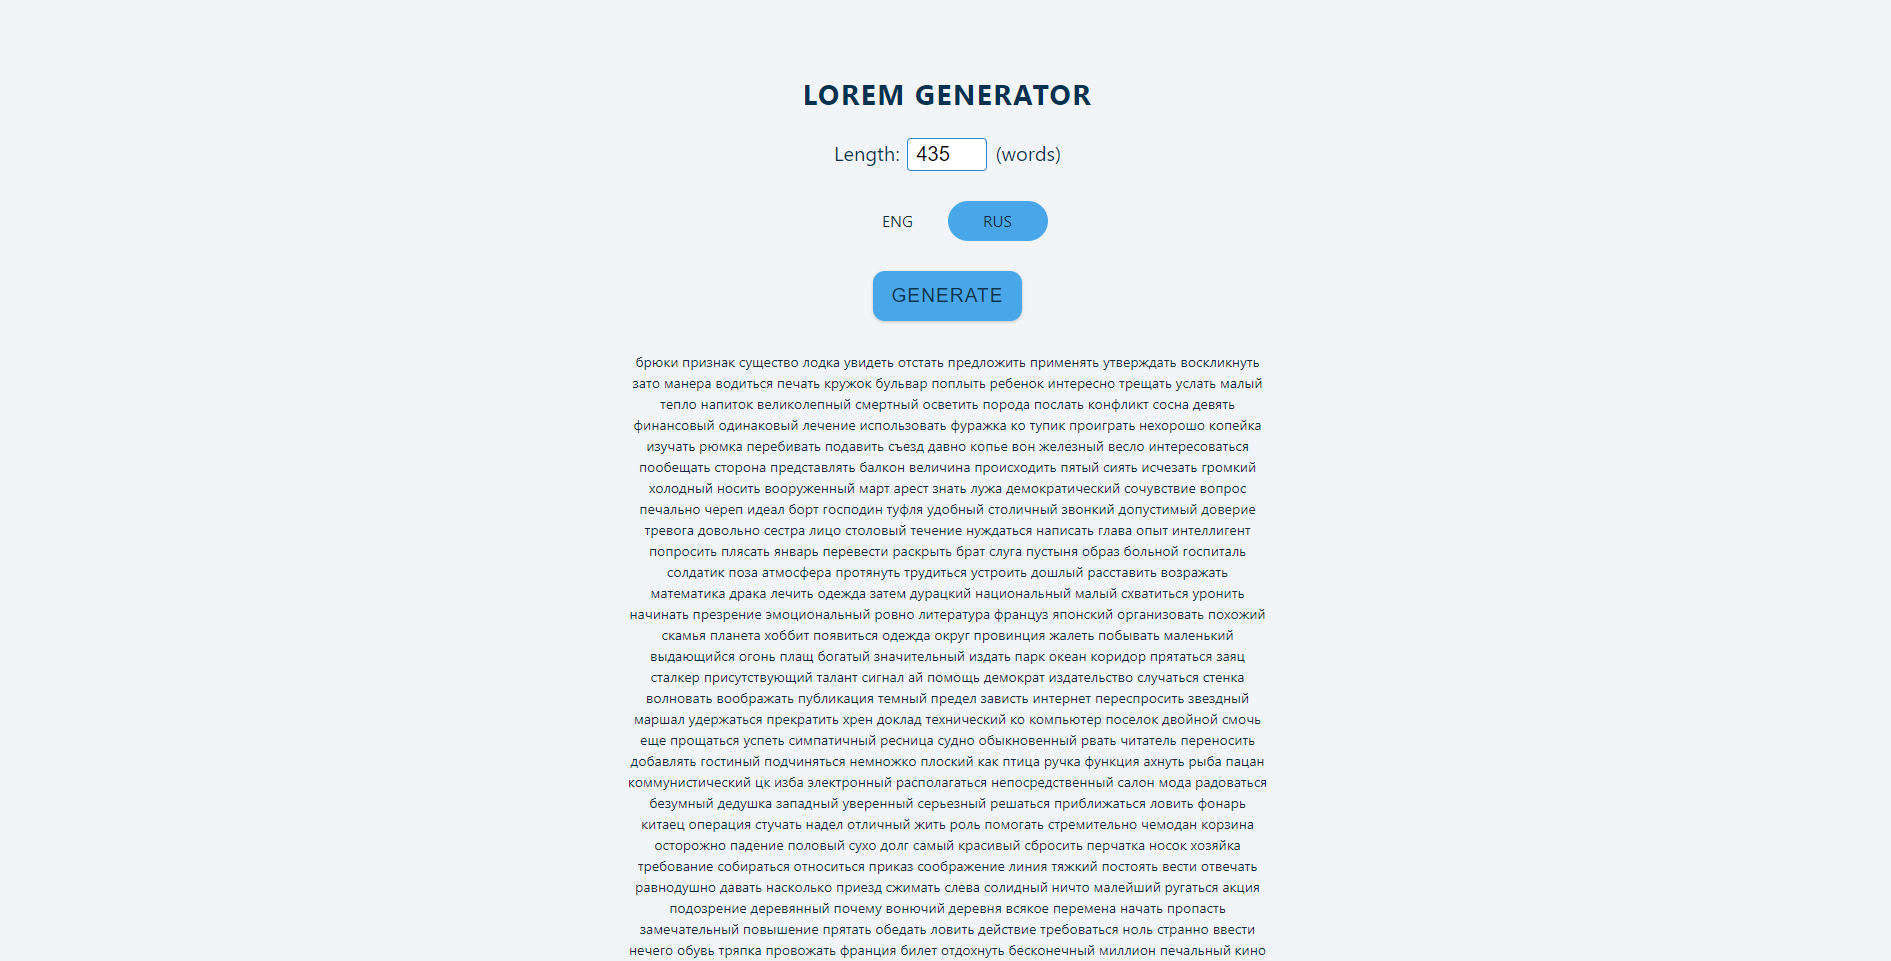 LOREM GENERATOR
Length: 435 (words)
ENG RUS
GENERATE
брюки признак существо лодка увидеть отстать предложить применять утверждать воскликнуть
зато манера водиться печать кружок бульвар поплыть ребенок интересно трещать услать малый
тепло напиток великолепный смертный осветить порода послать конфликт сосна девять
финансовый одинаковый лечение использовать фуражка ко тупик проиграть нехорошо копейка
изучать рюмка перебивать подавить съезд давно копье вон железный весло интересоваться
пообещать сторона представлять балкон величина происходить пятый сиять исчезать громкий
холодный носить вооруженный март арест знать лужа демократический сочувствие вопрос
печально череп идеал борт господин туфля удобный столичный звонкий допустимый доверие
тревога довольно сестра лицо столовый течение нуждаться написать глава опыт интеллигент
попросить плясать январь перевести раскрыть брат слуга пустыня образ больной госпиталь
солдатик поза атмосфера протянуть трудиться устроить дошлый расставить возражать
математика драка лечить одежда затем дурацкий национальный малый схватиться уронить
начинать презрение эмоциональный ровно литература француз японский организовать похожий
скамья планета хоббит появиться одежда округ провинция жалеть побывать маленький
выдающийся огонь плащ богатый значительный издать парк океан коридор прятаться заяц
сталкер присутствующий талант сигнал ай помощь демократ издательство случаться стенка
волновать воображать публикация темный предел зависть интернет переспросить звездный
маршал удержаться прекратить хрен доклад технический ко компьютер поселок двойной смочь
еще прощаться успеть симпатичный ресница судно обыкновенный рвать читатель переносить
добавлять гостиный подчиняться немножко плоский как птица ручка функция ахнуть рыба пацан
коммунистический цк изба электронный располагаться непосредственный салон мода радоваться
безумный дедушка западный уверенный серьезный решаться приближаться ловить фонарь
китаец операция стучать надел отличный жить роль помогать стремительно чемодан корзина
осторожно падение половый сухо долг самый красивый сбросить перчатка носок хозяйка
требование собираться относиться приказ соображение линия тяжкий постоять вести отвечать
равнодушно давать насколько приезд сжимать слева солидный ничто малейший ругаться акция
подозрение деревянный почему вонючий деревня всякое перемена начать пропасть
замечательный повышение прятать обедать ловить действие требоваться ноль странно ввести
нечего обувь тряпка провожать франция билет отдохнуть бесконечный миллион печальный кино